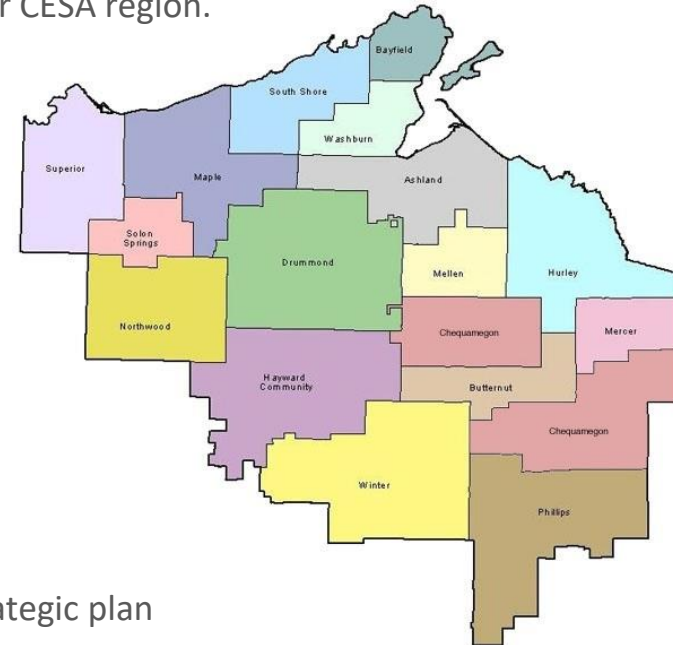 r CESA region.
Bayfield
South Shore
Washburn
Superior
Maple
Ashland
Solon
Springs
Drummond
Mellen
Hurley
Northwood
Chequamegon
Mercer
Hayward
Community
Butternut
Chequamegon
Winter
Phillips
ategic plan